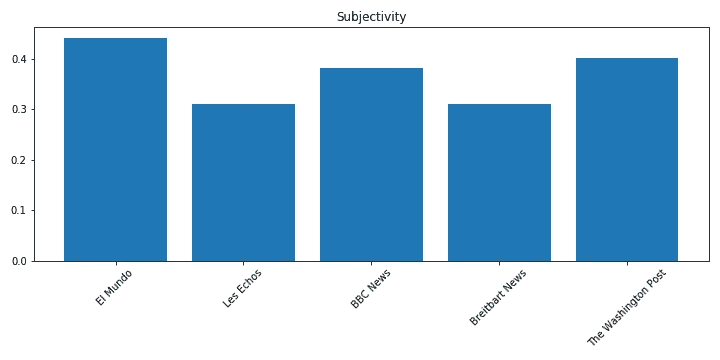 Subjectivity
0.4
0.3
0.2
0.1
0.0
El Mundo
Les Echos
BBC News
Breitbart News
The Washington Post